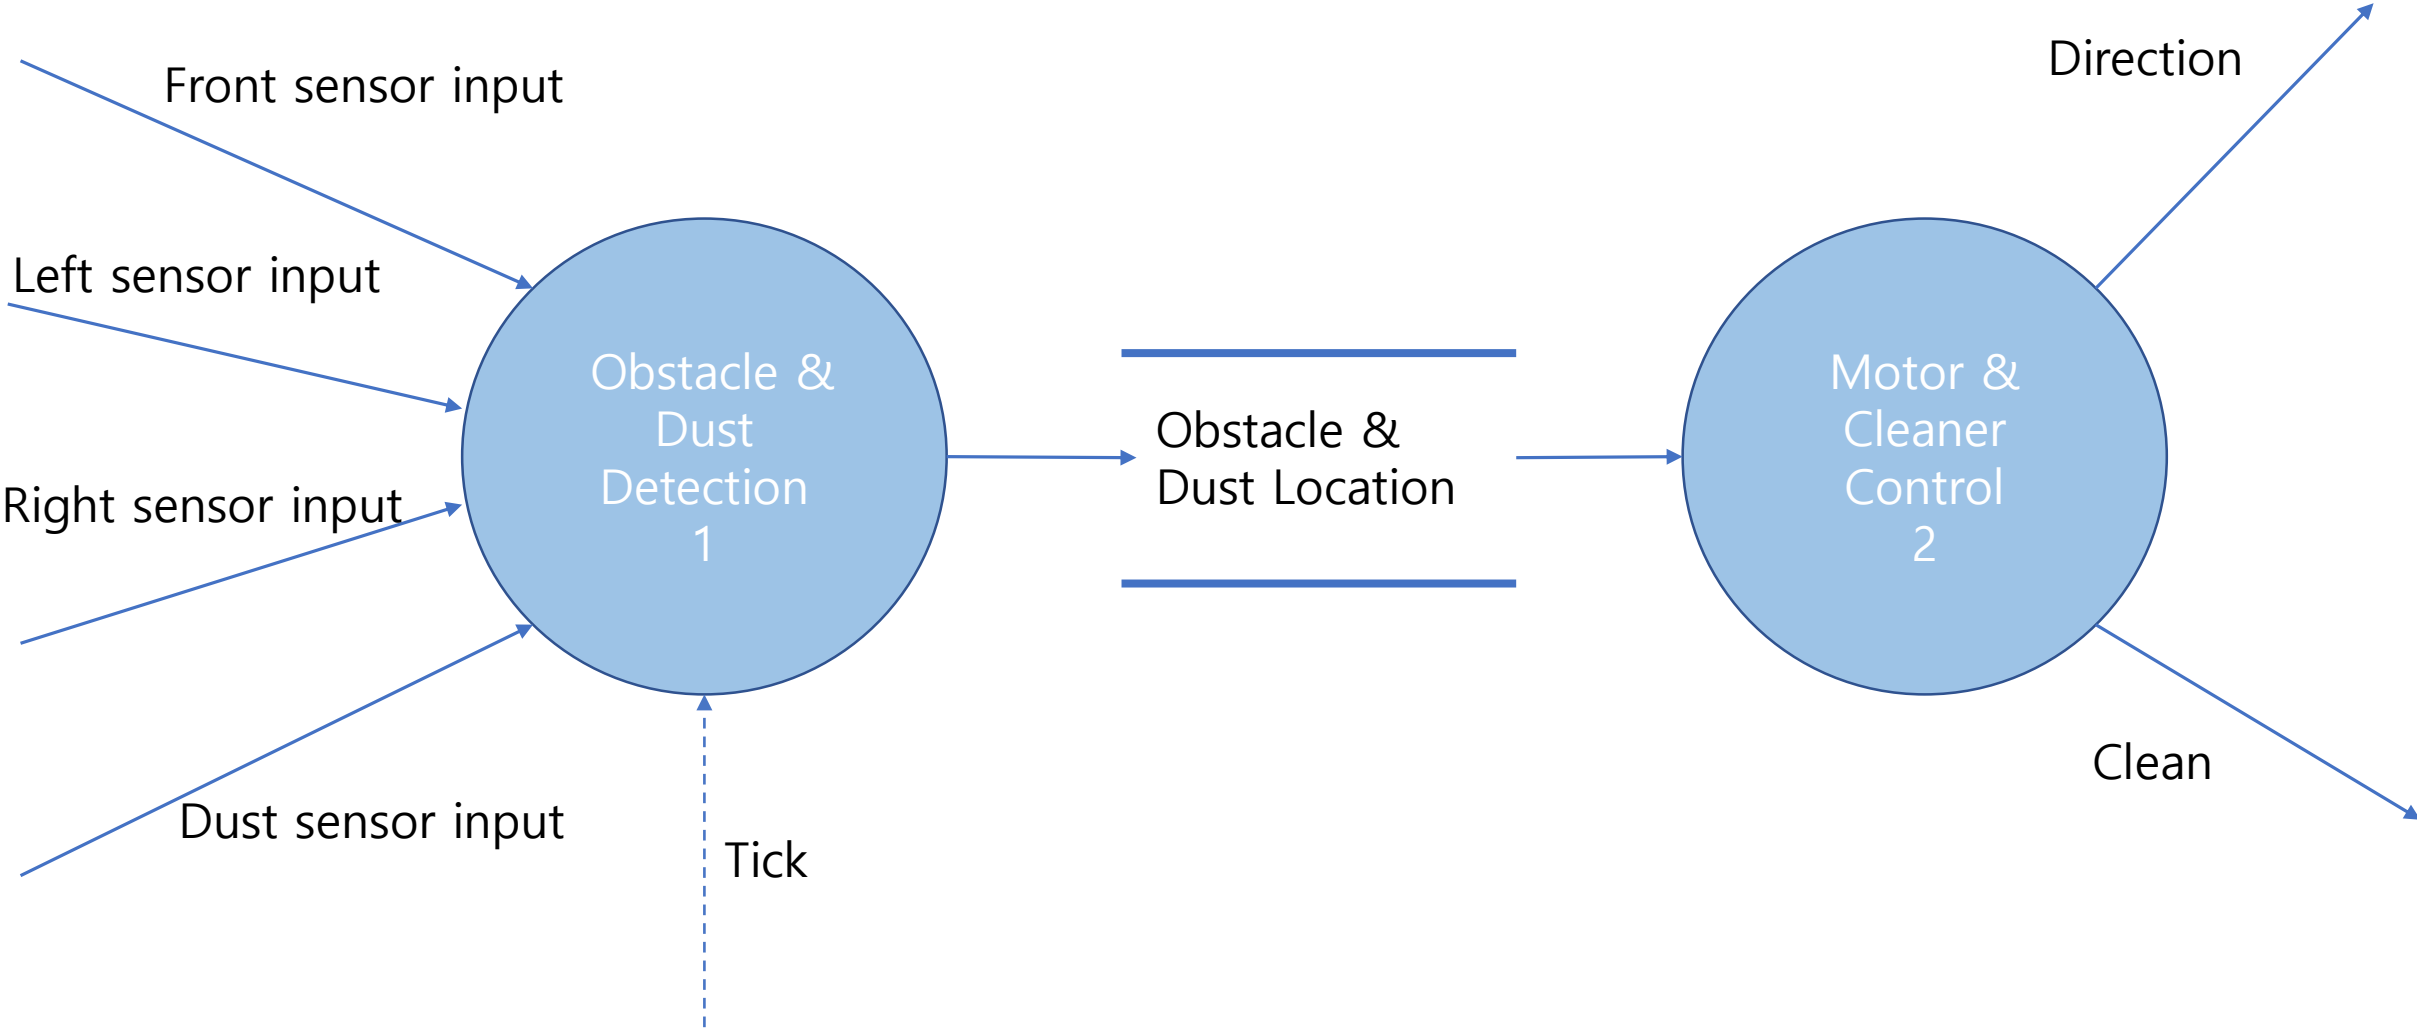 Front sensor input
Left sensor input
Right sensor input
Dust sensor input
Tick
Obstacle &
Dust
Detection
1
Obstacle &
Dust Location
Motor &
Cleaner
Control
2
Direction
Clean